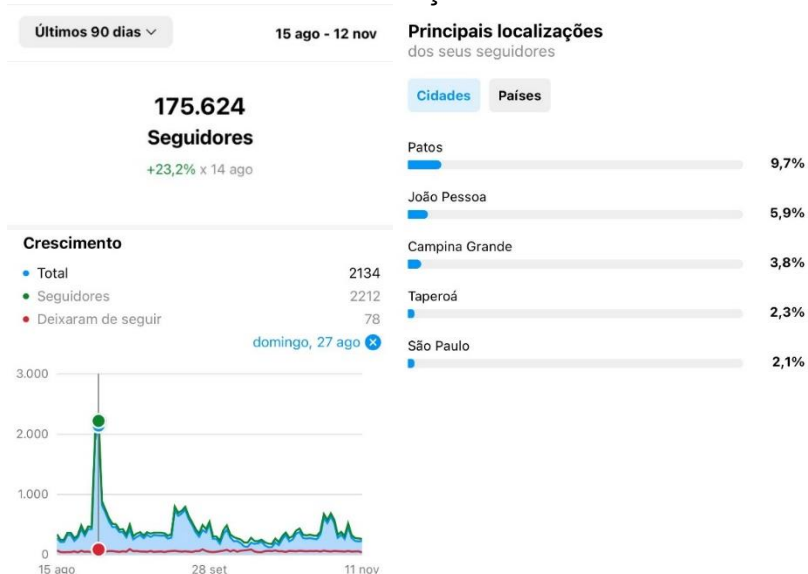 Últimos 90 dias
15 ago - 12 nov
175.624
Seguidores
+23,2% x 14 ago
Crescimento
Total 2134
Seguidores 2212
Deixaram de seguir 78
domingo, 27 ago
3.000
2.000
1.000
0
15 ago 28 set 11 nov
Principais localizações
dos seus seguidores
Cidades Países
Patos
9,7%
João Pessoa
5,9%
Campina Grande
3,8%
Taperoá
2,3%
São Paulo
2,1%